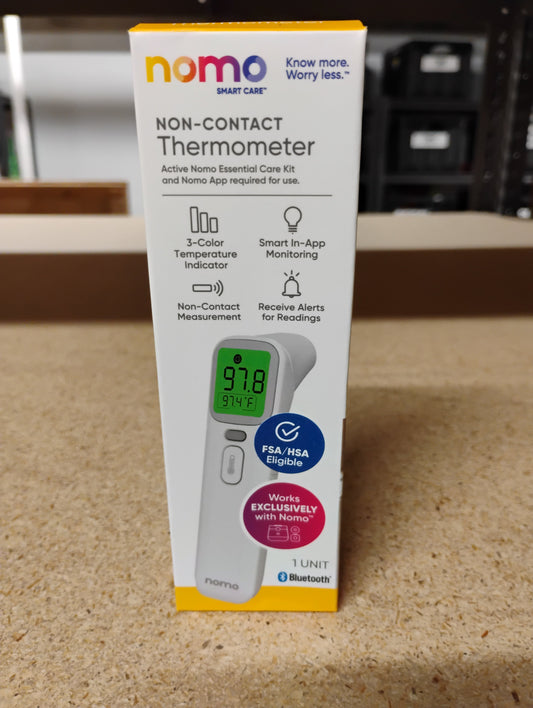 nomo
SMART CARE™
Know more.
Worry less.™
NON-CONTACT
Thermometer
Active Nomo Essential Care Kit
and Nomo App required for use.
3-Color
Temperature
Indicator
Smart In-App
Monitoring
Non-Contact
Measurement
Receive Alerts
for Readings
97.8
97.4°F
FSA/HSA
Eligible
Works
EXCLUSIVELY
with Nomo™
nomo
1 UNIT
Bluetooth®